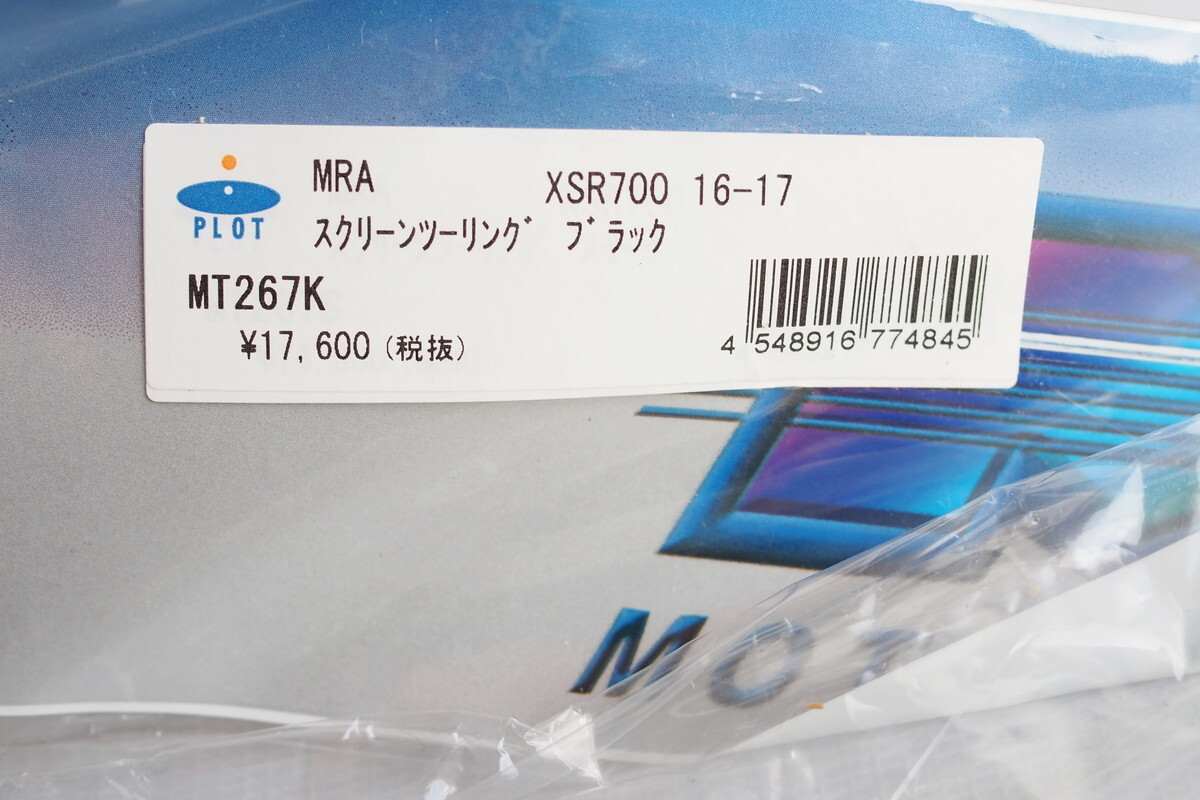 PLOT
MRA XSR700 16-17
ｽｸﾘｰﾝﾂｰﾘﾝｸﾞ ﾌﾞﾗｯｸ
MT267K
¥17,600 (税抜)
4 548916 774845
MOT